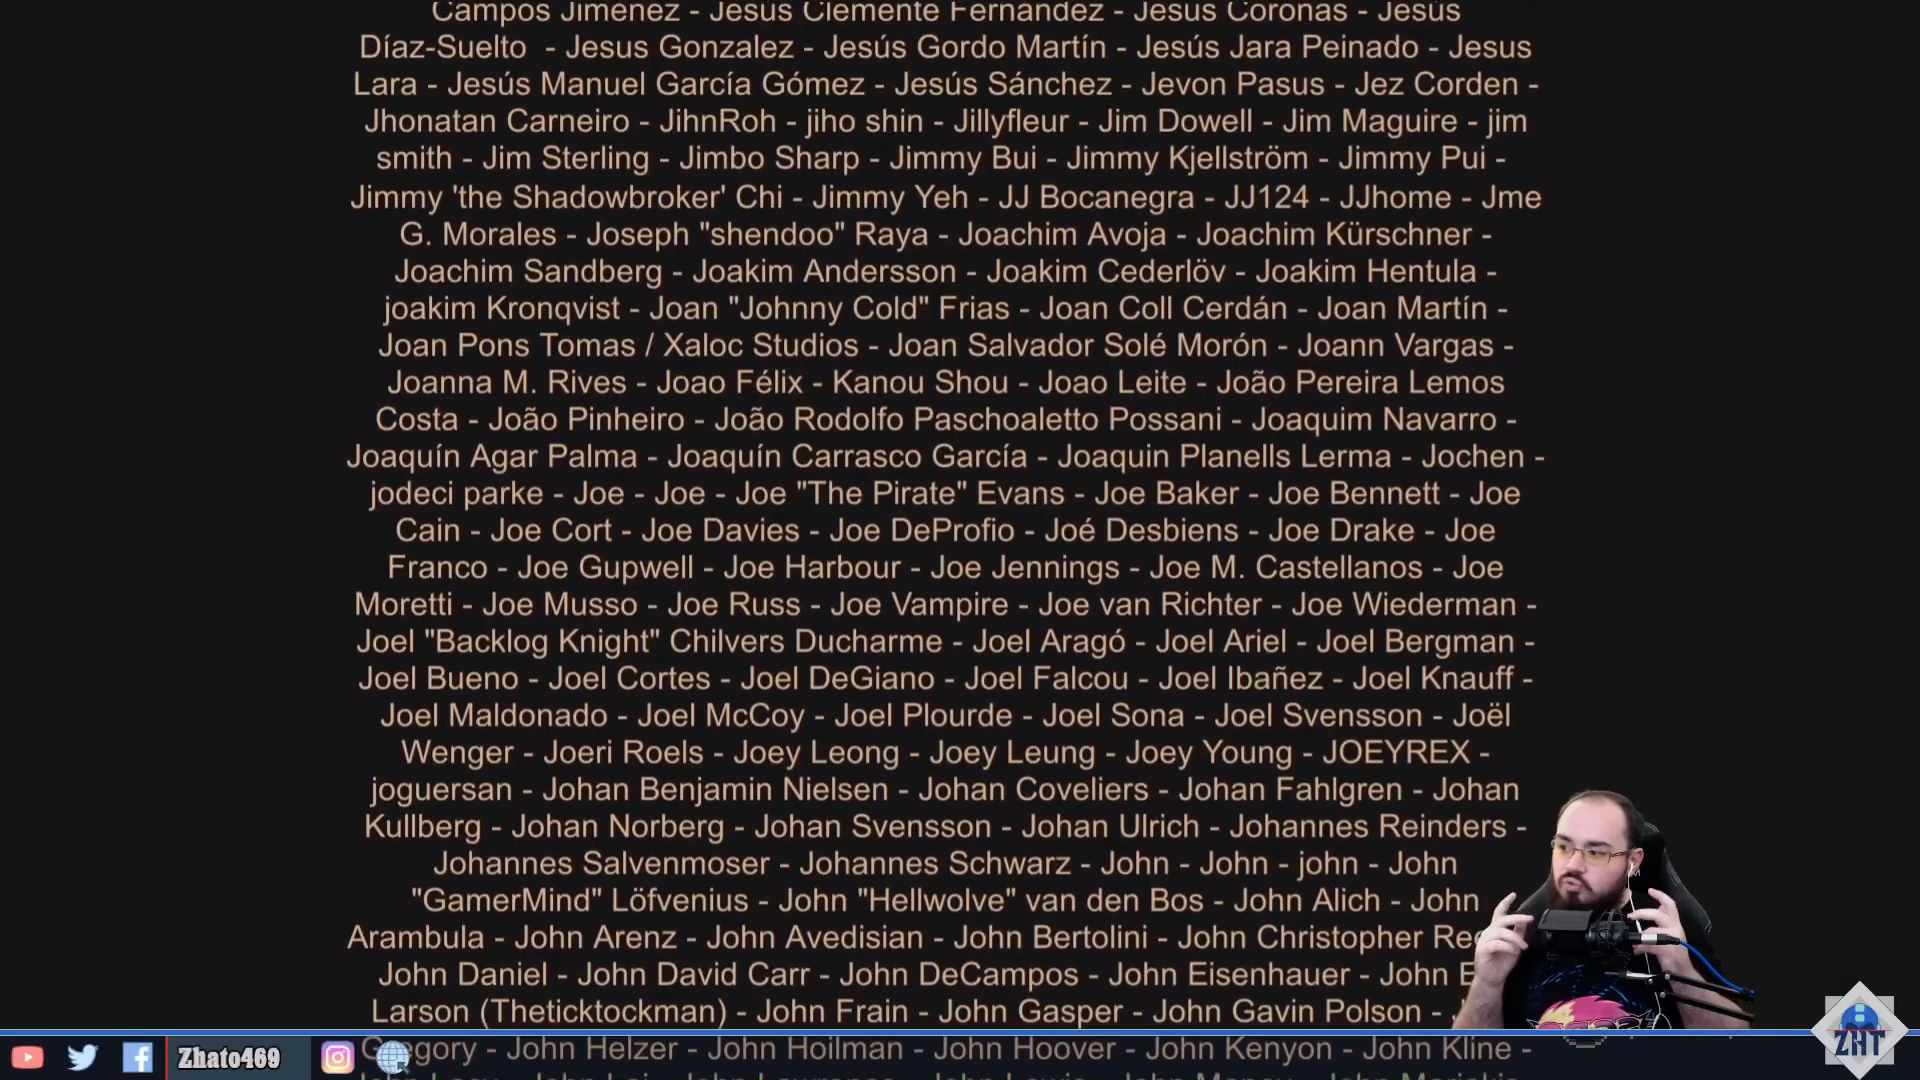 Campos Jiménez - Jesús Clemente Fernández - Jesus Coronas - Jesús
Díaz-Suelto - Jesus Gonzalez - Jesús Gordo Martín - Jesús Jara Peinado - Jesus
Lara - Jesús Manuel García Gómez - Jesús Sánchez - Jevon Pasus - Jez Corden -
Jhonatan Carneiro - JihnRoh - jiho shin - Jillyfleur - Jim Dowell - Jim Maguire - jim
smith - Jim Sterling - Jimbo Sharp - Jimmy Bui - Jimmy Kjellström - Jimmy Pui -
Jimmy 'the Shadowbroker' Chi - Jimmy Yeh - JJ Bocanegra - JJ124 - JJhome - Jme
G. Morales - Joseph "shendoo" Raya - Joachim Avoja - Joachim Kürschner -
Joachim Sandberg - Joakim Andersson - Joakim Cederlöv - Joakim Hentula -
joakim Kronqvist - Joan "Johnny Cold" Frias - Joan Coll Cerdán - Joan Martín -
Joan Pons Tomas / Xaloc Studios - Joan Salvador Solé Morón - Joann Vargas -
Joanna M. Rives - Joao Félix - Kanou Shou - Joao Leite - João Pereira Lemos
Costa - João Pinheiro - João Rodolfo Paschoaletto Possani - Joaquim Navarro -
Joaquín Agar Palma - Joaquín Carrasco García - Joaquin Planells Lerma - Jochen -
jodeci parke - Joe - Joe - Joe "The Pirate" Evans - Joe Baker - Joe Bennett - Joe
Cain - Joe Cort - Joe Davies - Joe DeProfio - Joé Desbiens - Joe Drake - Joe
Franco - Joe Gupwell - Joe Harbour - Joe Jennings - Joe M. Castellanos - Joe
Moretti - Joe Musso - Joe Russ - Joe Vampire - Joe van Richter - Joe Wiederman -
Joel "Backlog Knight" Chilvers Ducharme - Joel Aragó - Joel Ariel - Joel Bergman -
Joel Bueno - Joel Cortes - Joel DeGiano - Joel Falcou - Joel Ibañez - Joel Knauff -
Joel Maldonado - Joel McCoy - Joel Plourde - Joel Sona - Joel Svensson - Joël
Wenger - Joeri Roels - Joey Leong - Joey Leung - Joey Young - JOEYREX -
joguersan - Johan Benjamin Nielsen - Johan Coveliers - Johan Fahlgren - Johan
Kullberg - Johan Norberg - Johan Svensson - Johan Ulrich - Johannes Reinders -
Johannes Salvenmoser - Johannes Schwarz - John - John - john - John
"GamerMind" Löfvenius - John "Hellwolve" van den Bos - John Alich - John
Arambula - John Arenz - John Avedisian - John Bertolini - John Christopher
John Daniel - John David Carr - John DeCampos - John Eisenhauer - John
Larson (Theticktockman) - John Frain - John Gasper - John Gavin Polson -
Gregory - John Helzer - John Hoilman - John Hoover - John Kenyon - John Kline -
Zhato469
ZHT